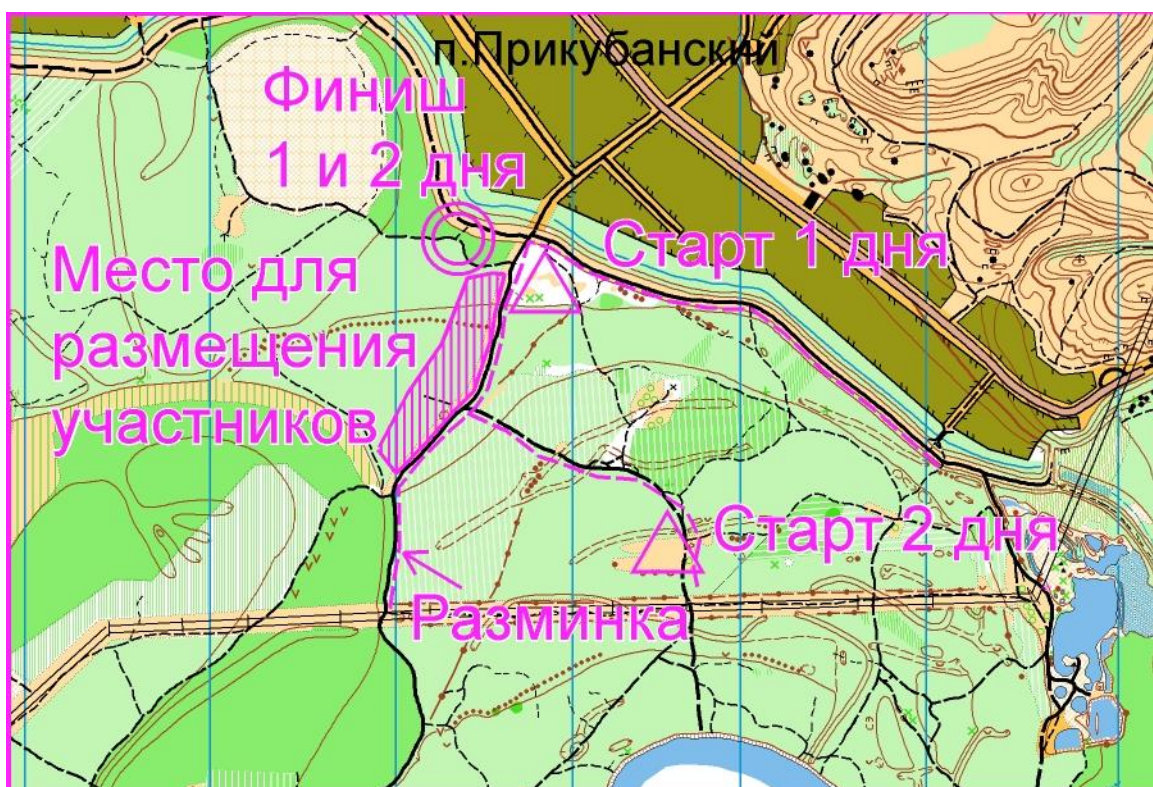 п.Прикубанский
Финиш
1 и 2 дня
Старт 1 дня
Место для
размещения
участников
Старт 2 дня
Разминка